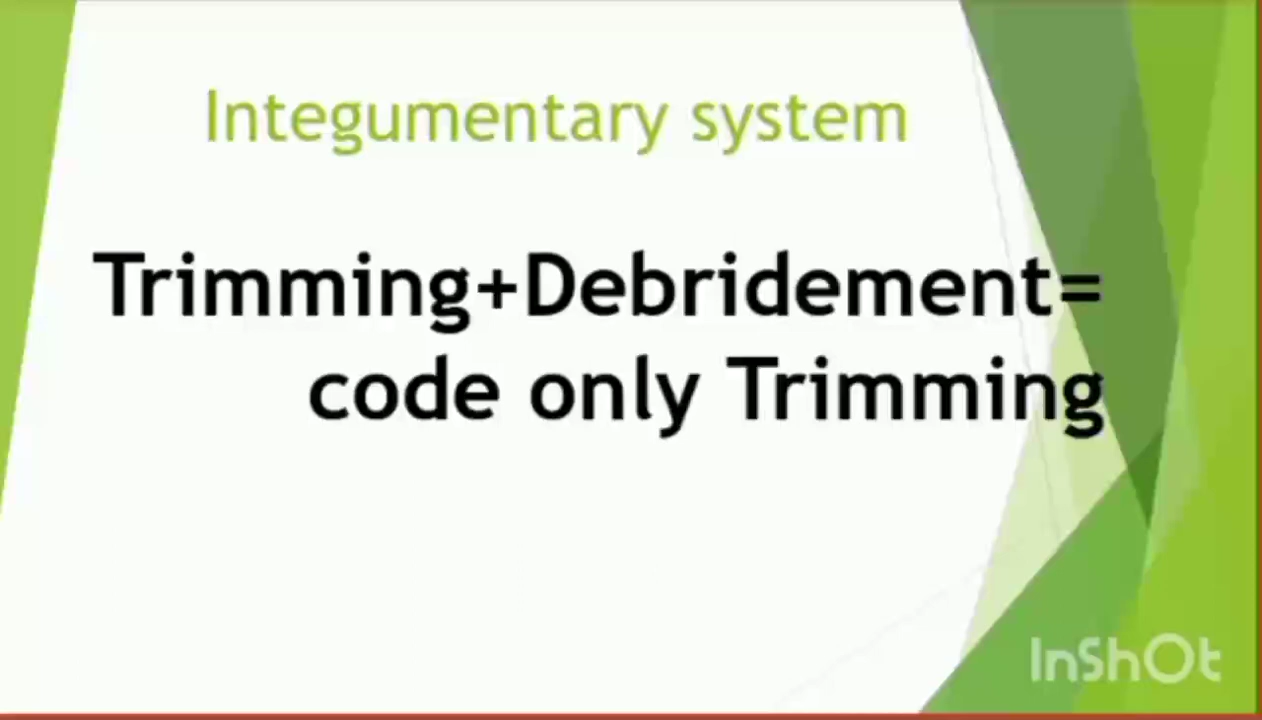 Integumentary system
Trimming+Debridement=
code only Trimming
InShOt